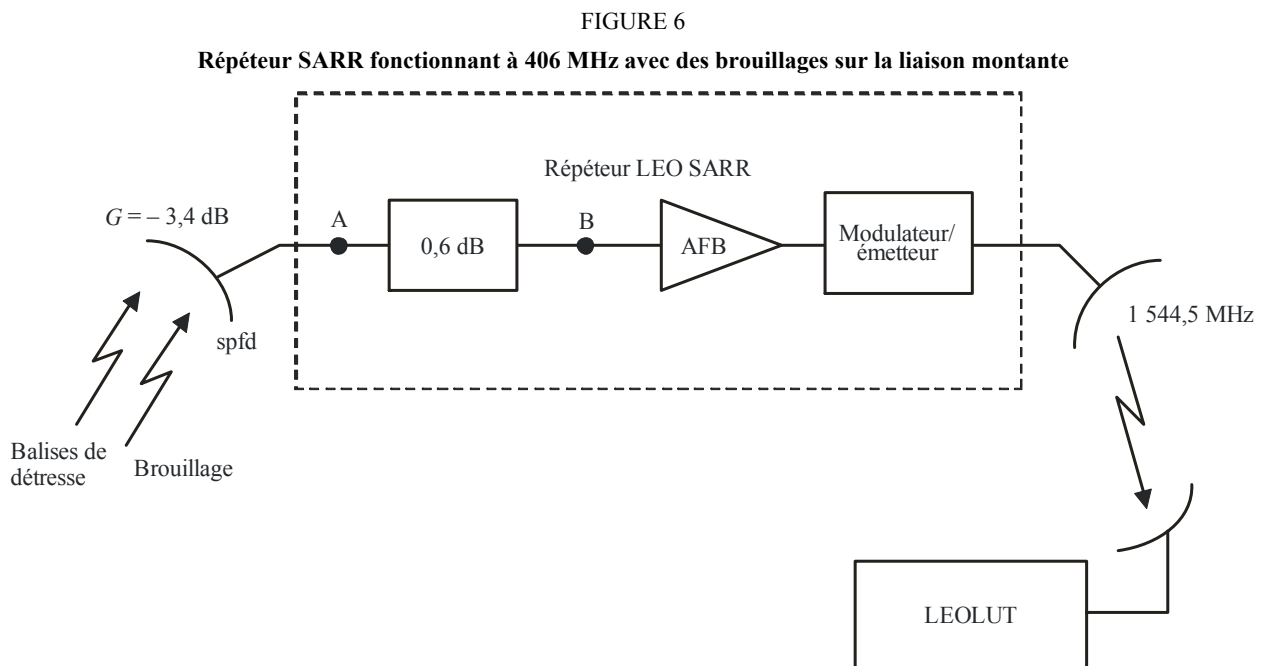 FIGURE 6
Répéteur SARR fonctionnant à 406 MHz avec des brouillages sur la liaison montante
Répéteur LEO SARR
G = – 3,4 dB
A
0,6 dB
B
AFB
Modulateur/
émetteur
spfd
1 544,5 MHz
Balises de
détresse
Brouillage
LEOLUT